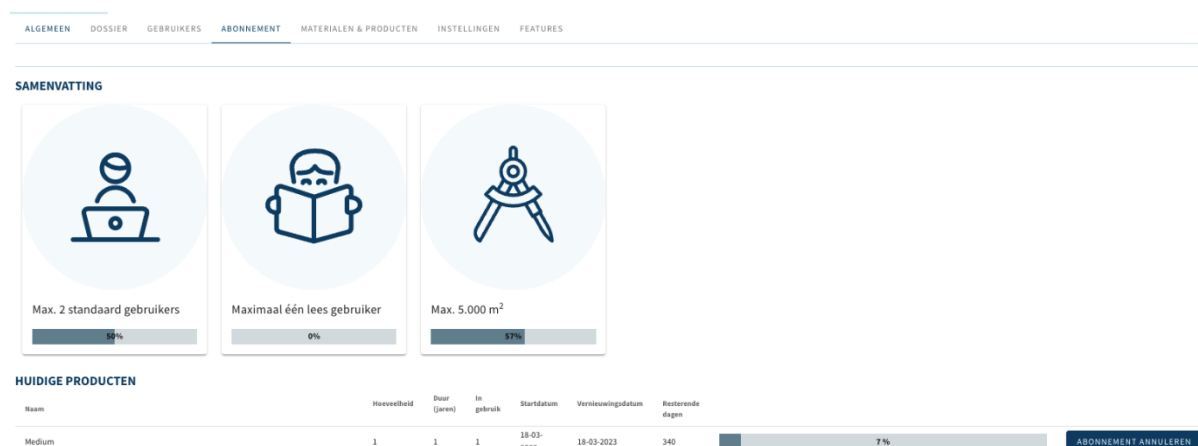 ALGEMEEN DOSSIER GEBRUIKERS ABONNEMENT MATERIALEN & PRODUCTEN INSTELLINGEN FEATURES
SAMENVATTING
Max. 2 standaard gebruikers
50%
Maximaal één lees gebruiker
0%
Max. 5.000 m²
57%
HUIDIGE PRODUCTEN
Naam Hoeveelheid Duur (jaren) In gebruik Startdatum Vernieuwingsdatum Resterende dagen
Medium 1 1 1 18-03- 18-03-2023 340 7 % ABONNEMENT ANNULEREN